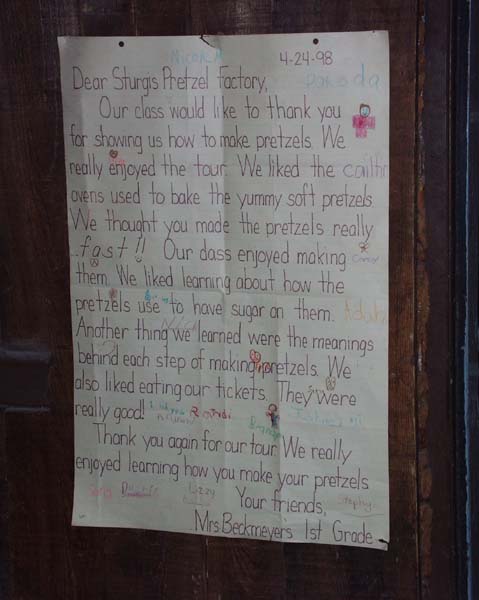 Nicole A
4-24-98
Dear Sturgis Pretzel Factory,
Our class would like to thank you
for showing us how to make pretzels. We
really enjoyed the tour. We liked the
ovens used to bake the yummy soft pretzels.
We thought you made the pretzels really
..fast!! Our class enjoyed making
them. We liked learning about how the
pretzels use to have sugar on them.
Another thing we learned were the meanings
behind each step of making pretzels. We
also liked eating our tickets. They were
really good!
Thank you again for our tour. We really
enjoyed learning how you make your pretzels.
Lizzy
Your friends,
Mrs. Beckmeyer's 1st Grade